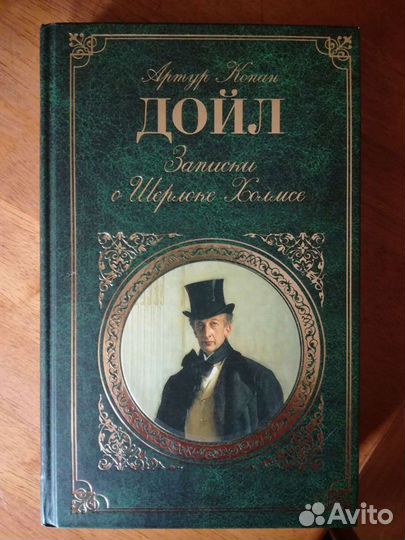 Артур Конан
ДОЙЛ
Записки
о Шерлоке Холмсе
Avito